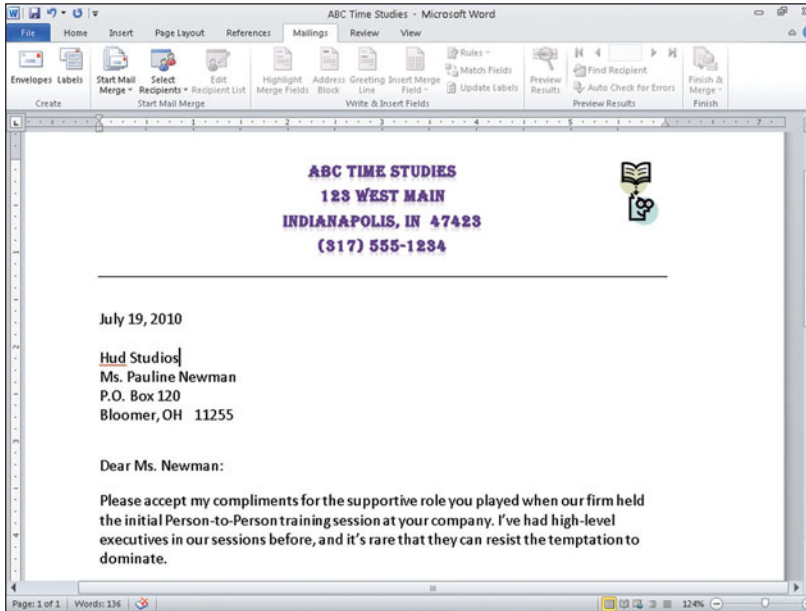 ABC Time Studies - Microsoft Word
File Home Insert Page Layout References Mailings Review View
Envelopes Labels Start Mail Merge Select Recipients Edit Recipient List Highlight Merge Fields Address Block Greeting Line Insert Merge Field Rules Match Fields Update Labels Preview Results Find Recipient Auto Check for Errors Finish & Merge
Create Start Mail Merge Write & Insert Fields Preview Results Finish
ABC TIME STUDIES
123 WEST MAIN
INDIANAPOLIS, IN 47423
(317) 555-1234
July 19, 2010
Hud Studios
Ms. Pauline Newman
P.O. Box 120
Bloomer, OH 11255
Dear Ms. Newman:
Please accept my compliments for the supportive role you played when our firm held
the initial Person-to-Person training session at your company. I've had high-level
executives in our sessions before, and it's rare that they can resist the temptation to
dominate.
Page: 1 of 1 Words: 136 124%